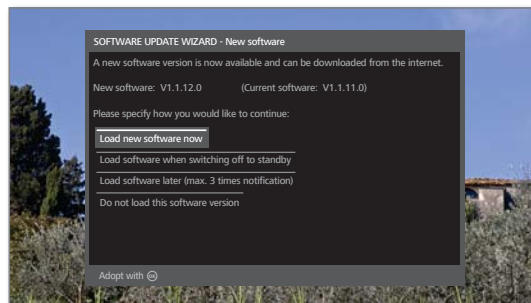 SOFTWARE UPDATE WIZARD - New software
A new software version is now available and can be downloaded from the internet.
New software: V1.1.12.0 (Current software: V1.1.11.0)
Please specify how you would like to continue:
Load new software now
Load software when switching off to standby
Load software later (max. 3 times notification)
Do not load this software version
Adopt with OK